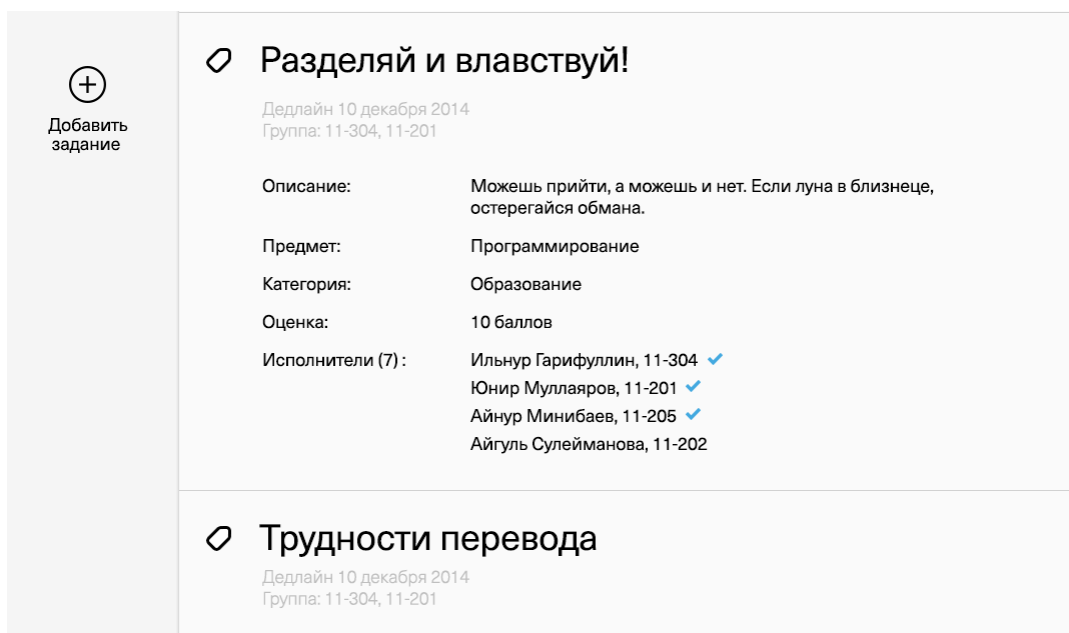 Добавить
задание
Разделяй и влавствуй!
Дедлайн 10 декабря 2014
Группа: 11-304, 11-201
Описание: Можешь прийти, а можешь и нет. Если луна в близнеце,
остерегайся обмана.
Предмет: Программирование
Категория: Образование
Оценка: 10 баллов
Исполнители (7) : Ильнур Гарифуллин, 11-304
Юнир Муллаяров, 11-201
Айнур Минибаев, 11-205
Айгуль Сулейманова, 11-202
Трудности перевода
Дедлайн 10 декабря 2014
Группа: 11-304, 11-201